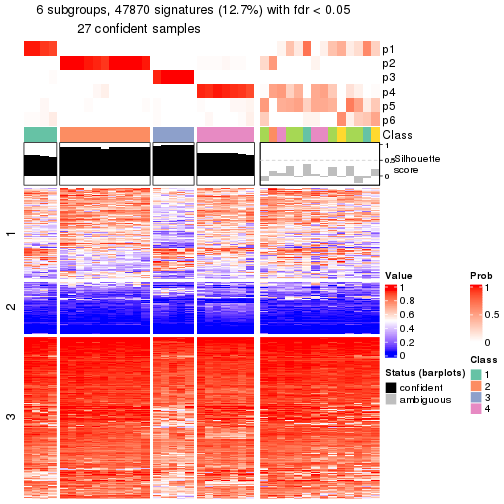 6 subgroups, 47870 signatures (12.7%) with fdr < 0.05
27 confident samples
p1
p2
p3
p4
p5
p6
Class
1
0.5
0
Silhouette
score
1
2
3
Value
1
0.8
0.6
0.4
0.2
0
Status (barplots)
confident
ambiguous
Prob
1
0.5
0
Class
1
2
3
4